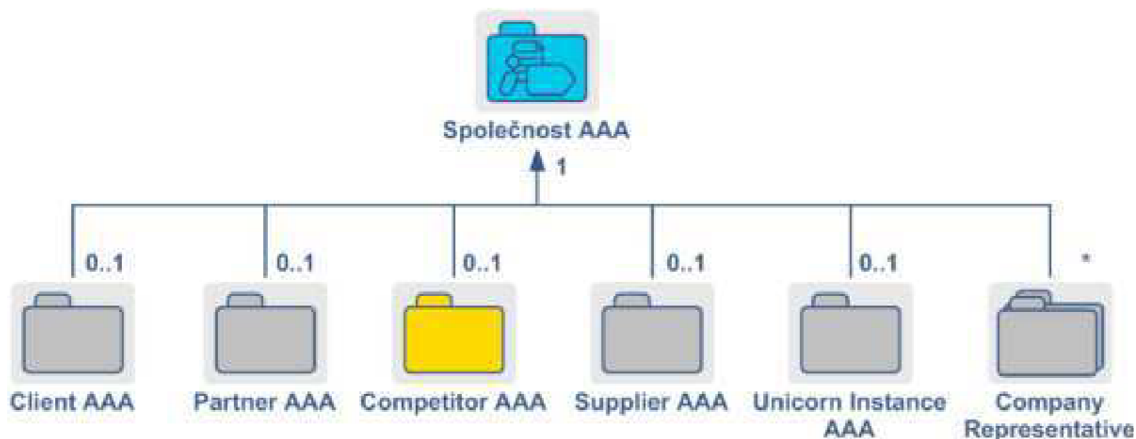 Společnost AAA
1
0..1 0..1 0..1 0..1 0..1 *
Client AAA Partner AAA Competitor AAA Supplier AAA Unicorn Instance AAA Company Representative